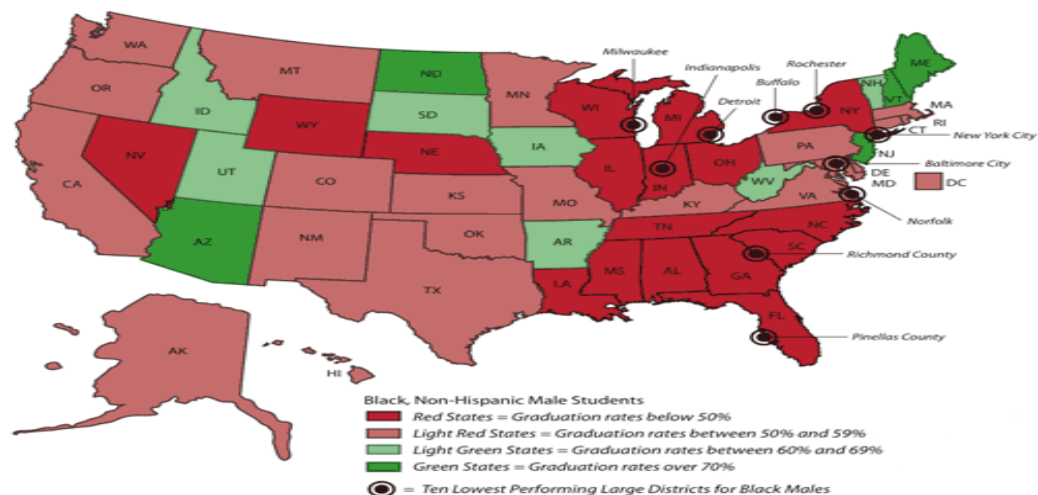 Milwaukee
Indianapolis
Rochester
Buffalo
Detroit
WA
MT
ND
MN
ME
OR
ID
SD
WI
MI
NY
NH
VT
MA
RI
CT
New York City
WY
NV
UT
NE
IA
IL
IN
OH
PA
NJ
Baltimore City
CA
CO
KS
MO
KY
WV
VA
DE
MD
DC
Norfolk
AZ
NM
OK
AR
TN
NC
SC
Richmond County
TX
LA
MS
AL
GA
FL
Pinellas County
AK
HI
Black, Non-Hispanic Male Students
Red States = Graduation rates below 50%
Light Red States = Graduation rates between 50% and 59%
Light Green States = Graduation rates between 60% and 69%
Green States = Graduation rates over 70%
= Ten Lowest Performing Large Districts for Black Males